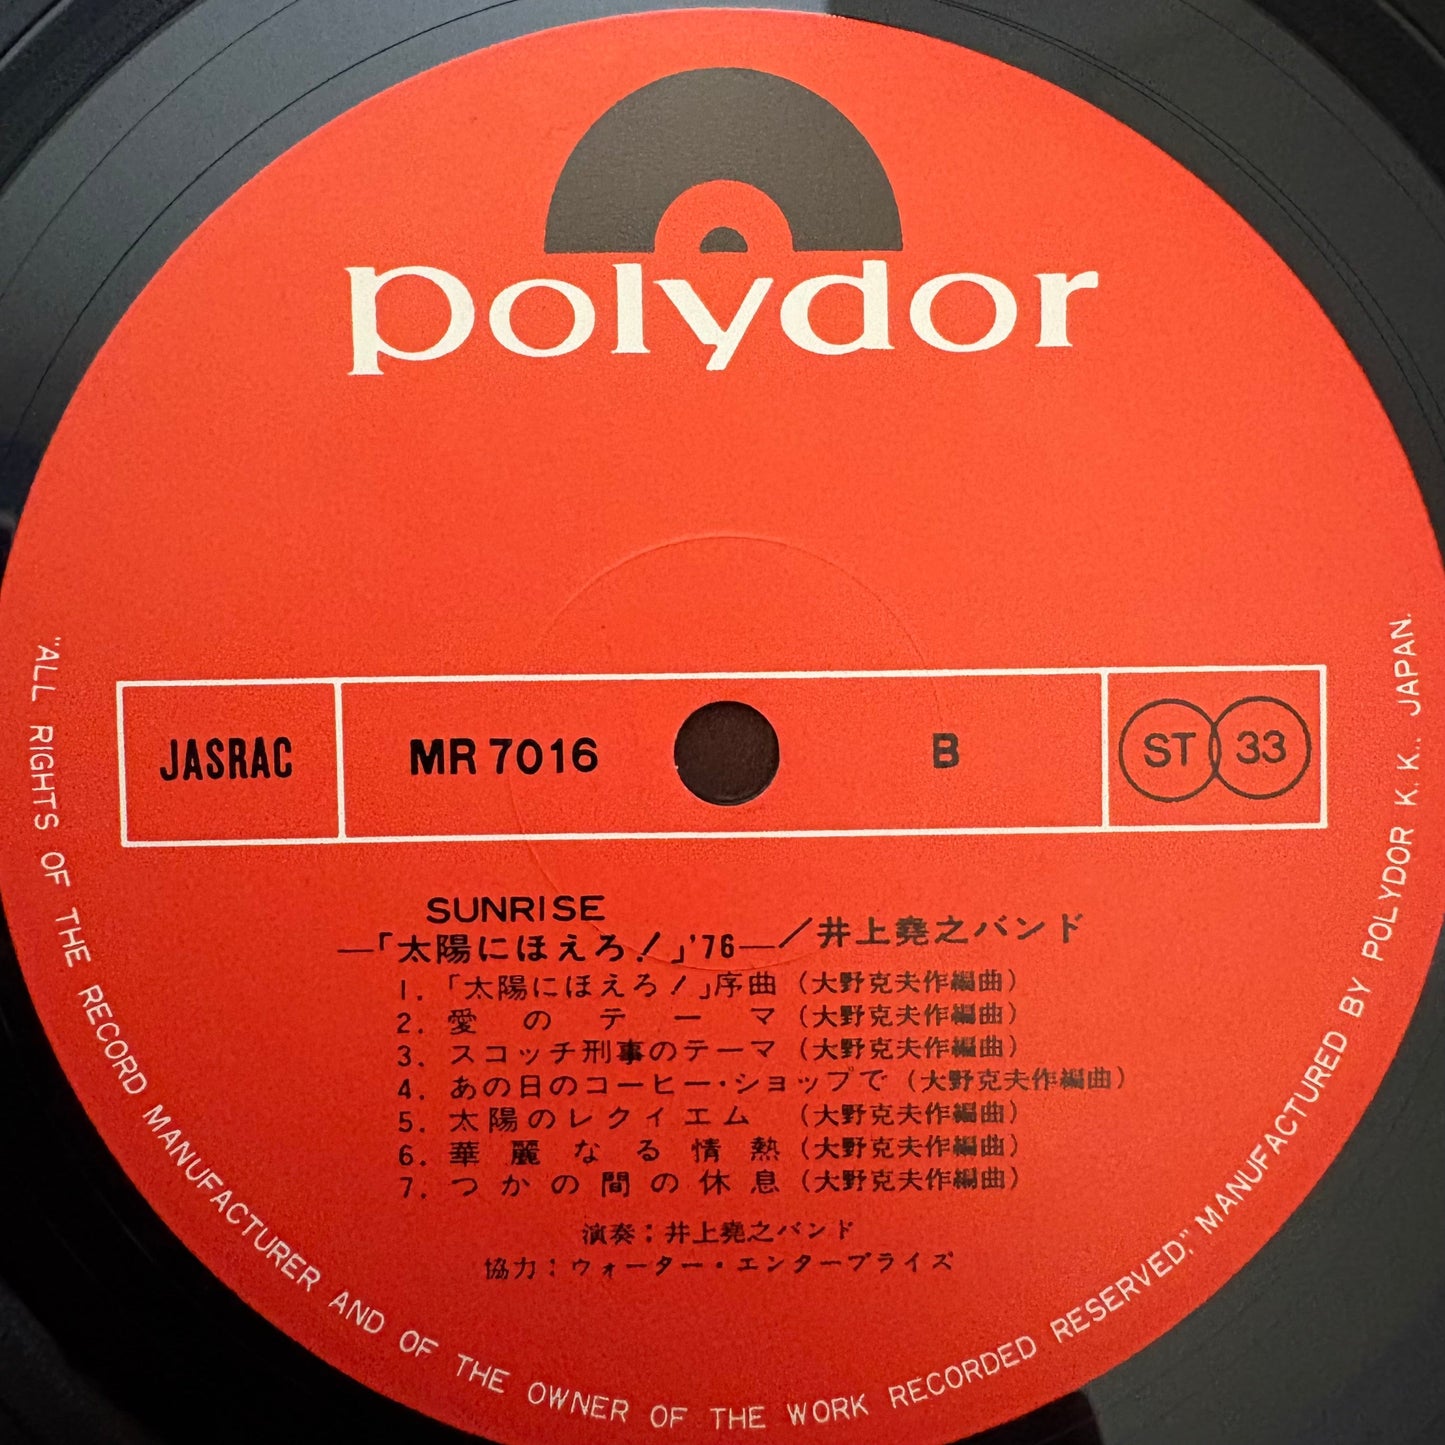 polydor
JASRAC
MR 7016
B
ST 33
SUNRISE
—「太陽にほえろ!」'76—／井上堯之バンド
1. 「太陽にほえろ!」序曲 (大野克夫作編曲)
2. 愛のテーマ (大野克夫作編曲)
3. スコッチ刑事のテーマ (大野克夫作編曲)
4. あの日のコーヒー・ショップで (大野克夫作編曲)
5. 太陽のレクイエム (大野克夫作編曲)
6. 華麗なる情熱 (大野克夫作編曲)
7. つかの間の休息 (大野克夫作編曲)
演奏：井上堯之バンド
協力：ウォーター・エンタープライズ
"ALL RIGHTS OF THE RECORD MANUFACTURER AND OF THE OWNER OF THE WORK RECORDED RESERVED," MANUFACTURED BY POLYDOR K.K., JAPAN.